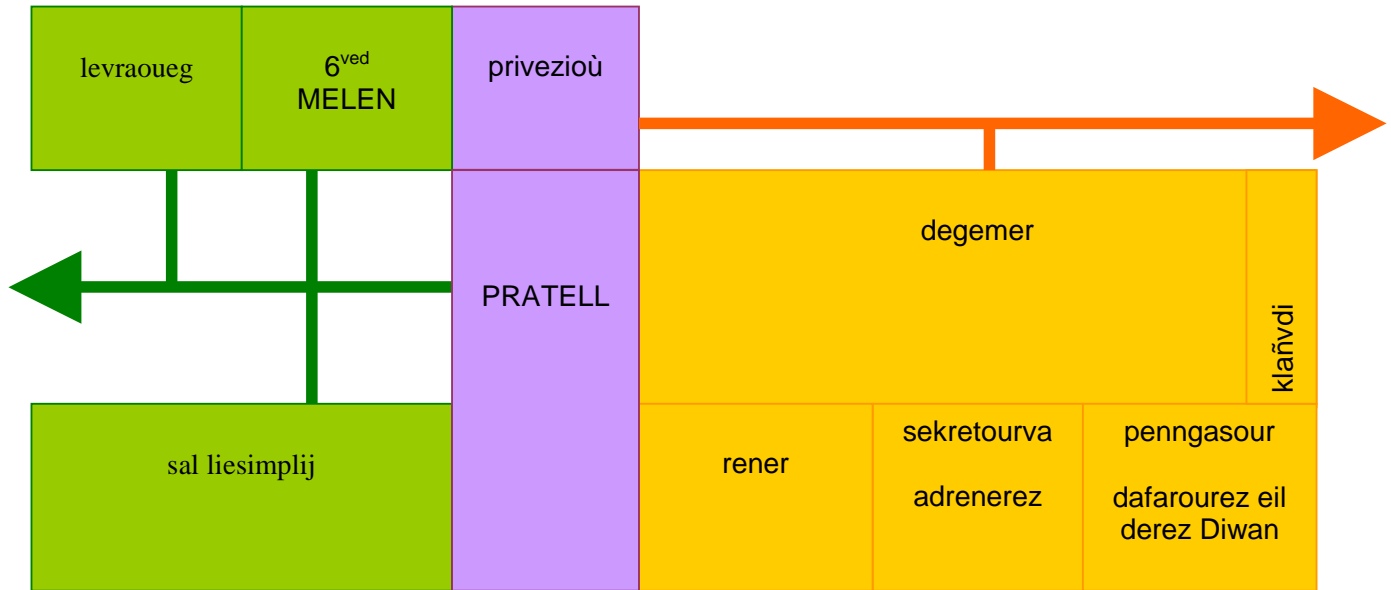 levraoueg
6ved
MELEN
privezioù
degemer
PRATELL
klañvdi
sal liesimplij
rener
sekretourva
adrenerez
penngasour
dafarourez eil
derez Diwan